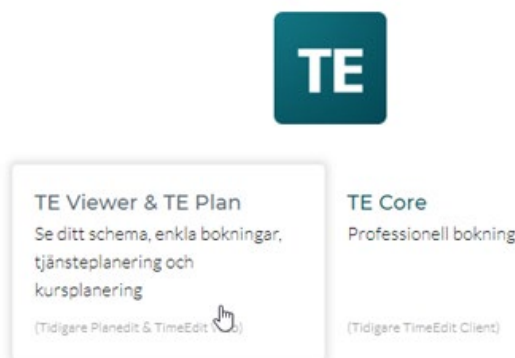 TE
TE Viewer & TE Plan
Se ditt schema, enkla bokningar,
tjänsteplanering och
kursplanering
(Tidigare Planedit & TimeEdit
TE Core
Professionell bokning
(Tidigare TimeEdit Client)